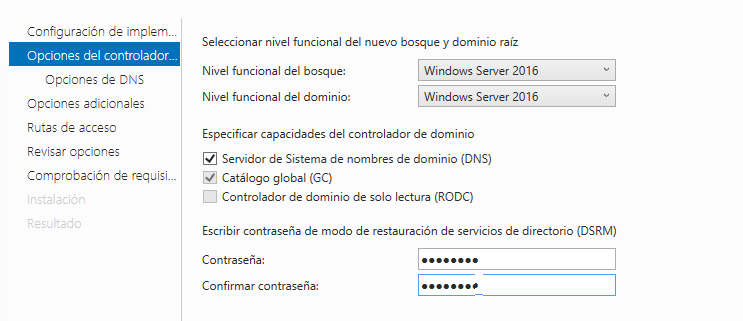 Configuración de implem...
Opciones del controlador...
Opciones de DNS
Opciones adicionales
Rutas de acceso
Revisar opciones
Comprobación de requisi...
Instalación
Resultado
Seleccionar nivel funcional del nuevo bosque y dominio raíz
Nivel funcional del bosque: Windows Server 2016
Nivel funcional del dominio: Windows Server 2016
Especificar capacidades del controlador de dominio
Servidor de Sistema de nombres de dominio (DNS)
Catálogo global (GC)
Controlador de dominio de solo lectura (RODC)
Escribir contraseña de modo de restauración de servicios de directorio (DSRM)
Contraseña: ●●●●●●●●
Confirmar contraseña: ●●●●●●●●